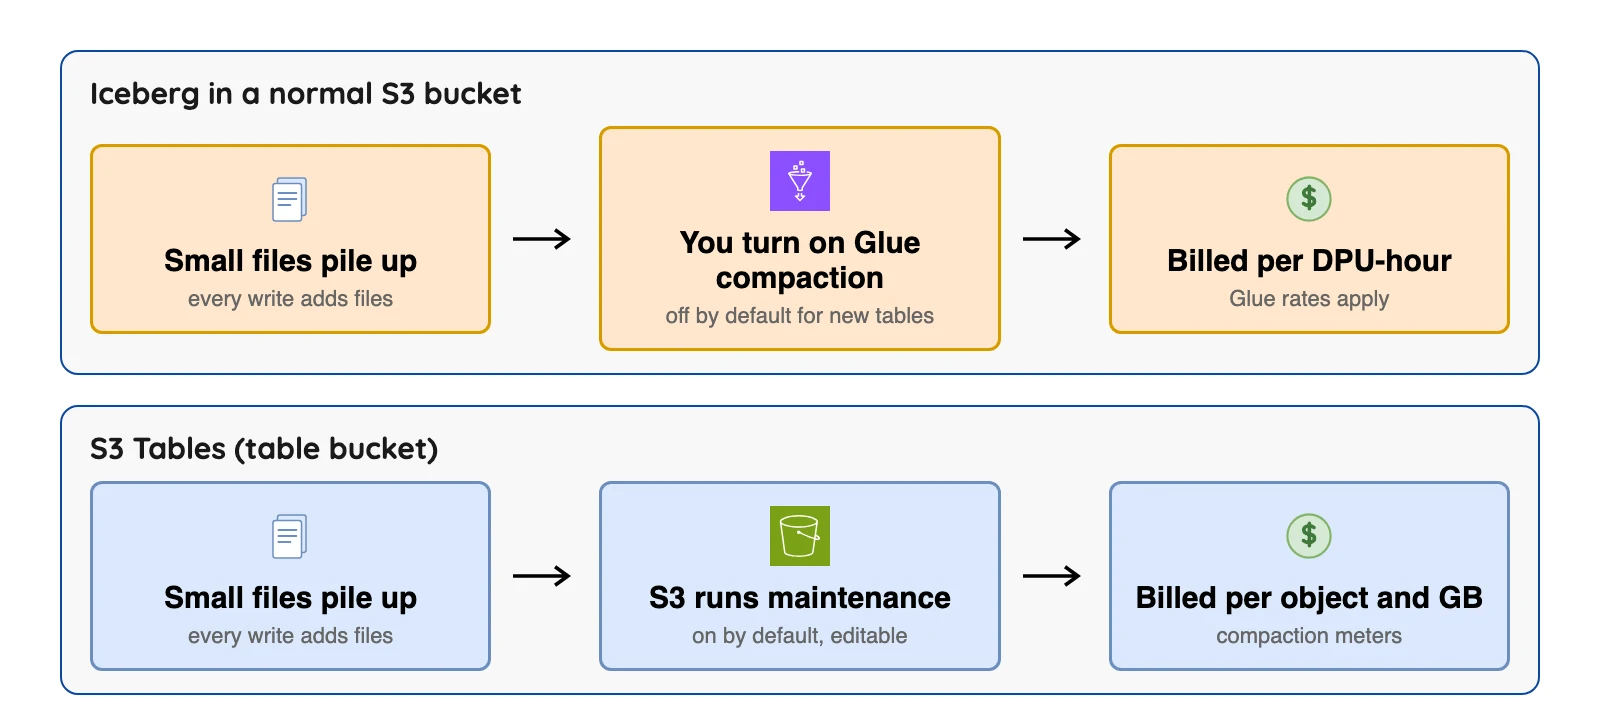 Iceberg in a normal S3 bucket
Small files pile up
every write adds files
You turn on Glue
compaction
off by default for new tables
$
Billed per DPU-hour
Glue rates apply
S3 Tables (table bucket)
Small files pile up
every write adds files
S3 runs maintenance
on by default, editable
$
Billed per object and GB
compaction meters